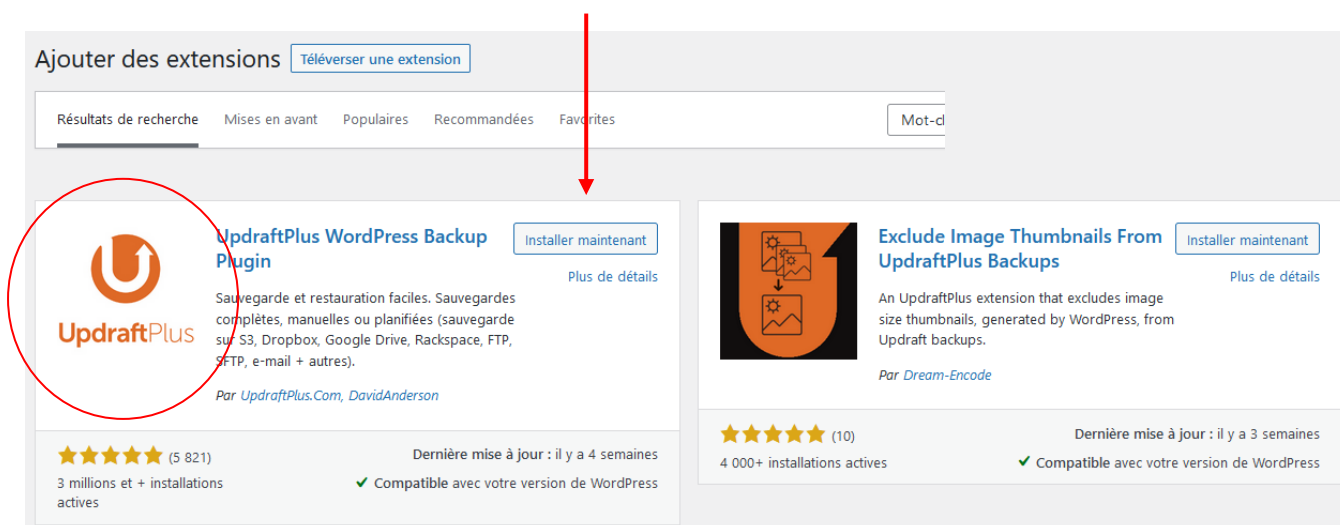 Ajouter des extensions Téléverser une extension
Résultats de recherche Mises en avant Populaires Recommandées Favorites
UpdraftPlus
UpdraftPlus WordPress Backup
Plugin
Installer maintenant
Plus de détails
Sauvegarde et restauration faciles. Sauvegardes
complètes, manuelles ou planifiées (sauvegarde
sur S3, Dropbox, Google Drive, Rackspace, FTP,
SFTP, e-mail + autres).
Par UpdraftPlus.Com, DavidAnderson
(5 821)
3 millions et + installations
actives
Dernière mise à jour : il y a 4 semaines
✔ Compatible avec votre version de WordPress
Exclude Image Thumbnails From
UpdraftPlus Backups
Installer maintenant
Plus de détails
An UpdraftPlus extension that excludes image
size thumbnails, generated by WordPress, from
Updraft backups.
Par Dream-Encode
(10)
4 000+ installations actives
Dernière mise à jour : il y a 3 semaines
✔ Compatible avec votre version de WordPress